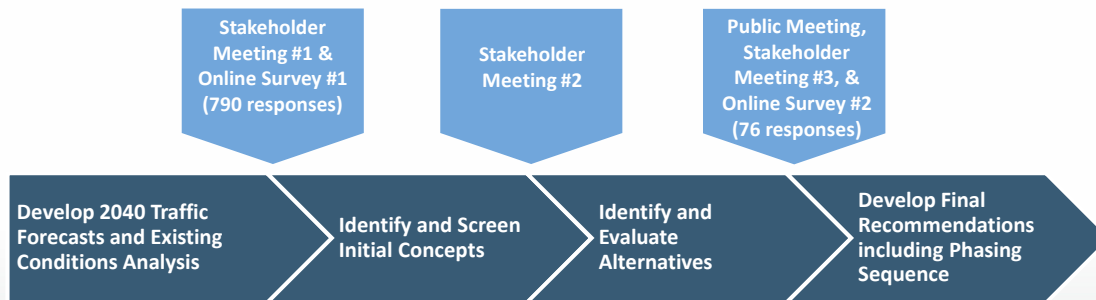 Stakeholder
Meeting #1 &
Online Survey #1
(790 responses)
Stakeholder
Meeting #2
Public Meeting,
Stakeholder
Meeting #3, &
Online Survey #2
(76 responses)
Develop 2040 Traffic
Forecasts and Existing
Conditions Analysis
Identify and Screen
Initial Concepts
Identify and
Evaluate
Alternatives
Develop Final
Recommendations
including Phasing
Sequence